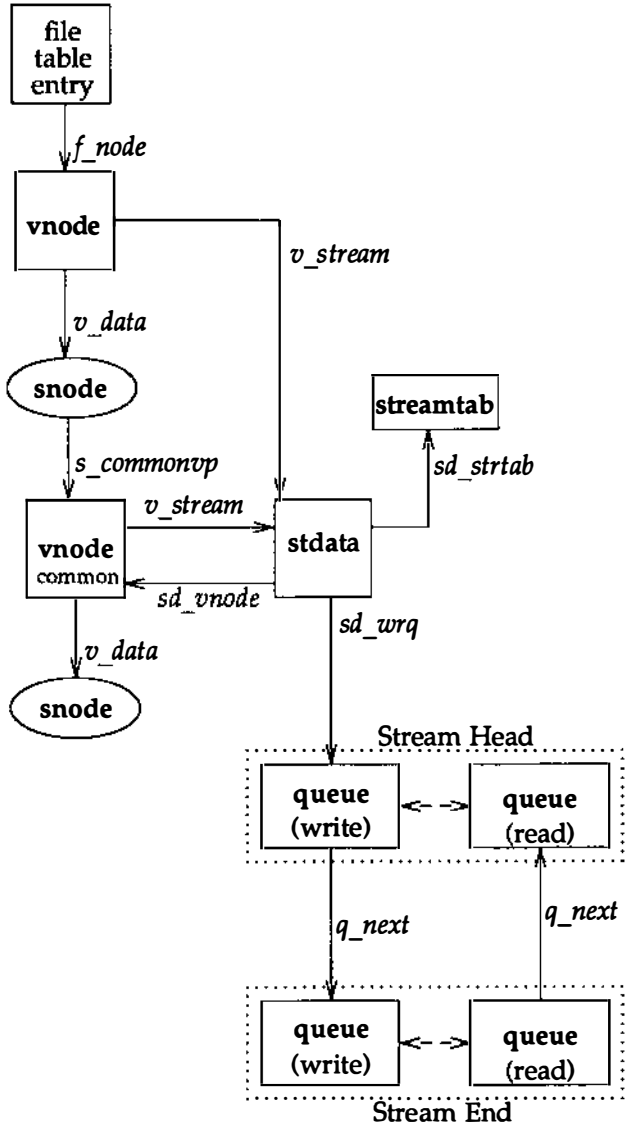 file
table
entry
f_node
vnode
v_stream
v_data
snode
streamtab
s_commonvp
sd_strtab
v_stream
vnode
common
stdata
sd_vnode
sd_wrq
v_data
snode
Stream Head
queue
(write)
queue
(read)
q_next
q_next
queue
(write)
queue
(read)
Stream End